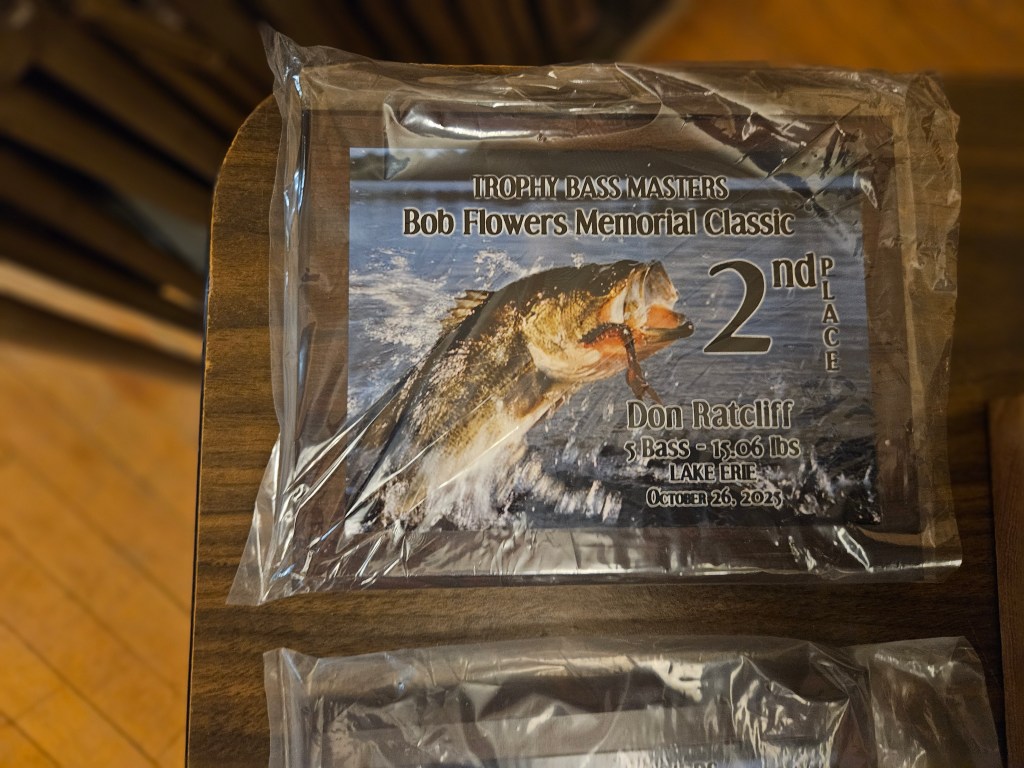 TROPHY BASS MASTERS
Bob Flowers Memorial Classic
2nd PLACE
Don Ratcliff
5 Bass - 15.06 lbs
LAKE ERIE
October 26, 2025